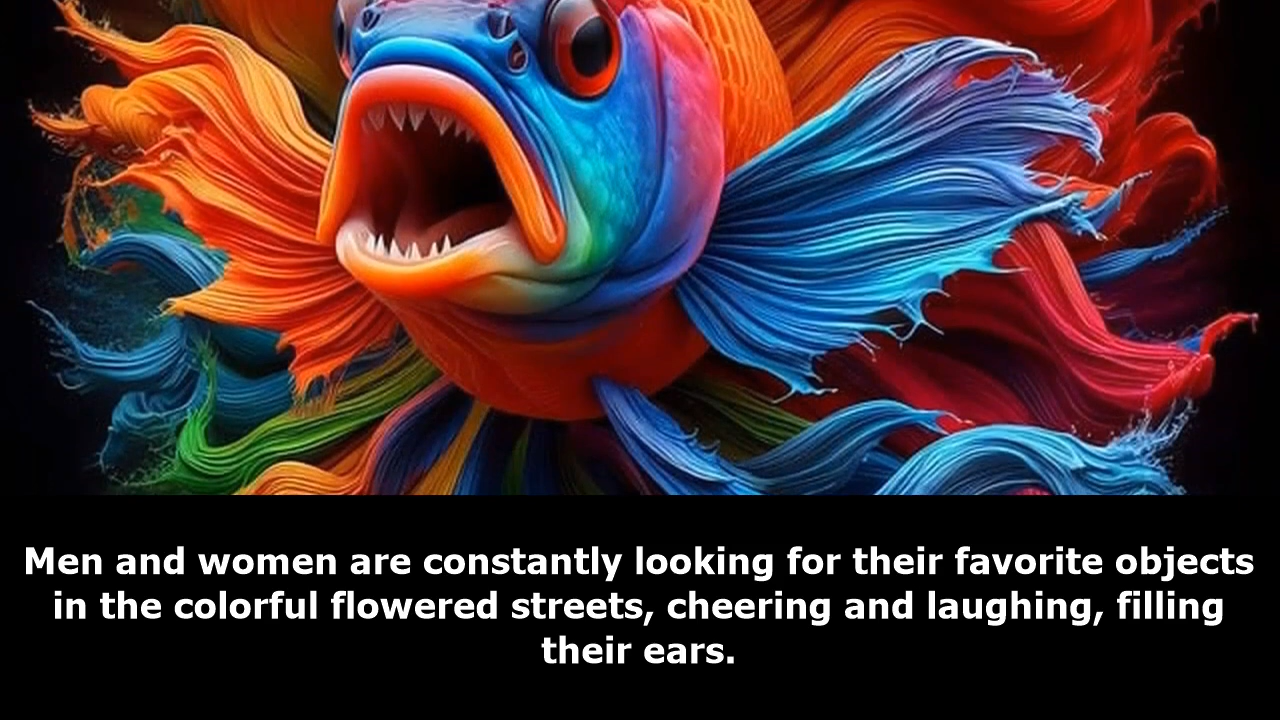 Men and women are constantly looking for their favorite objects
in the colorful flowered streets, cheering and laughing, filling
their ears.